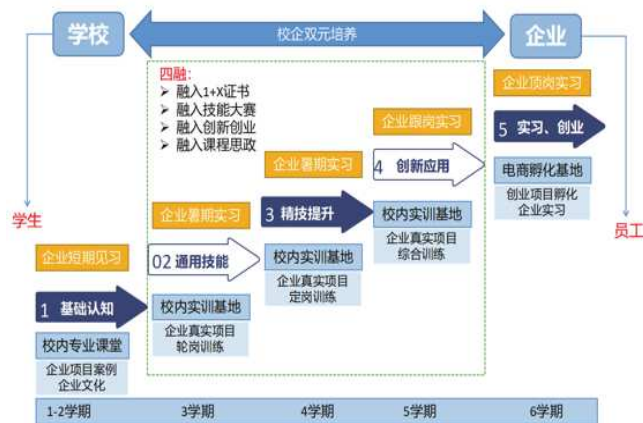 学校
校企双元培养
企业
四融：
➢ 融入1+X证书
➢ 融入技能大赛
➢ 融入创新创业
➢ 融入课程思政
企业顶岗实习
5 实习、创业
电商孵化基地
创业项目孵化
企业实习
企业跟岗实习
4 创新应用
校内实训基地
企业真实项目
综合训练
企业暑期实习
3 精技提升
校内实训基地
企业真实项目
定岗训练
企业暑期实习
02 通用技能
校内实训基地
企业真实项目
轮岗训练
学生
员工
企业短期见习
1 基础认知
校内专业课堂
企业项目案例
企业文化
1-2学期
3学期
4学期
5学期
6学期